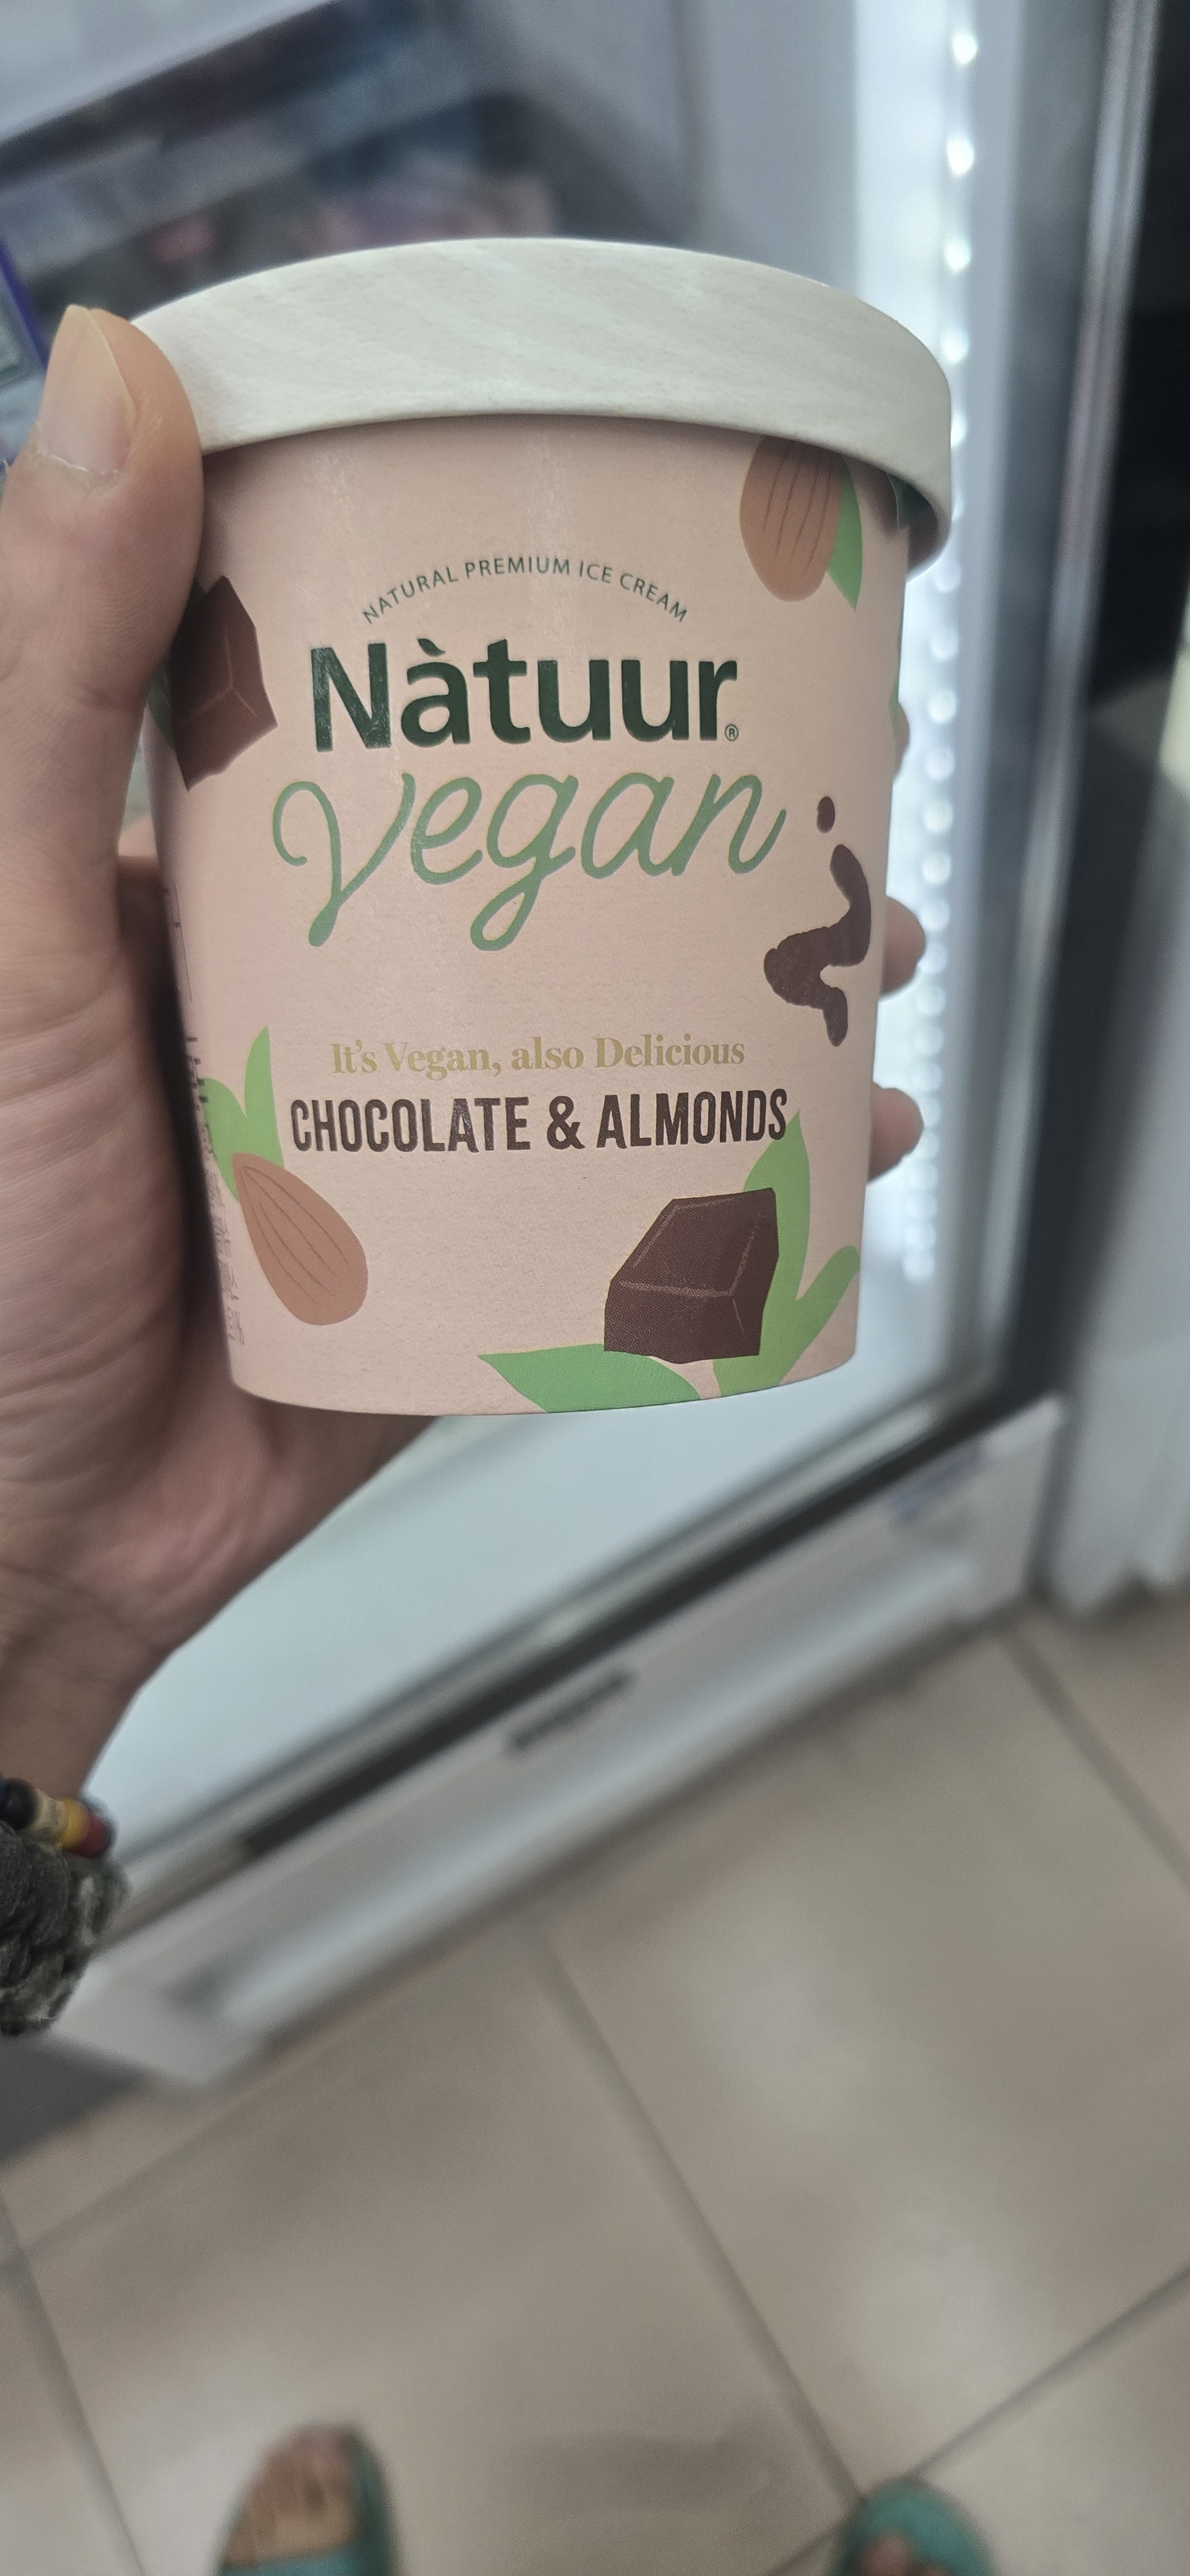 NATURAL PREMIUM ICE CREAM
Nàtuur®
Vegan
It's Vegan, also Delicious
CHOCOLATE & ALMONDS